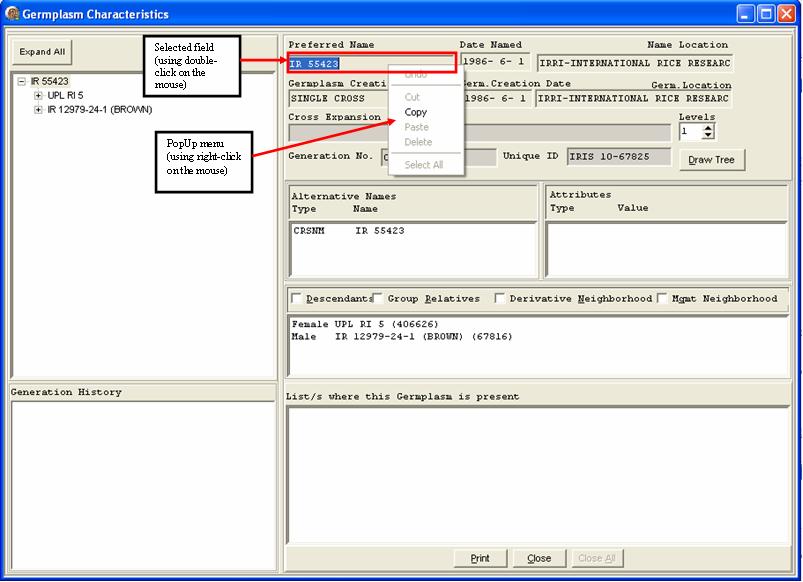 Germplasm Characteristics
Expand All
IR 55423
UPL RI 5
IR 12979-24-1 (BROWN)
Selected field
(using double-
click on the
mouse)
PopUp menu
(using right-click
on the mouse)
Generation History
Preferred Name Date Named Name Location
IR 55423 1986- 6- 1 IRRI-INTERNATIONAL RICE RESEARC
Germplasm Creati Germ.Creation Date Germ.Location
SINGLE CROSS 1986- 6- 1 IRRI-INTERNATIONAL RICE RESEARC
Cross Expansion Levels
1
Generation No. Unique ID IRIS 10-67825 Draw Tree
Undo
Cut
Copy
Paste
Delete
Select All
Alternative Names
Type Name
CRSNM IR 55423
Attributes
Type Value
Descendants Group Relatives Derivative Neighborhood Mgmt Neighborhood
Female UPL RI 5 (406626)
Male IR 12979-24-1 (BROWN) (67816)
List/s where this Germplasm is present
Print Close Close All